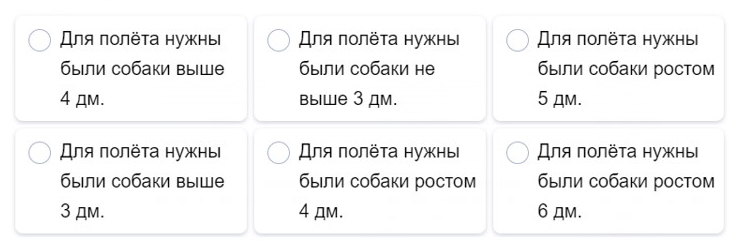 Для полёта нужны
были собаки выше
4 дм.
Для полёта нужны
были собаки не
выше 3 дм.
Для полёта нужны
были собаки ростом
5 дм.
Для полёта нужны
были собаки выше
3 дм.
Для полёта нужны
были собаки ростом
4 дм.
Для полёта нужны
были собаки ростом
6 дм.